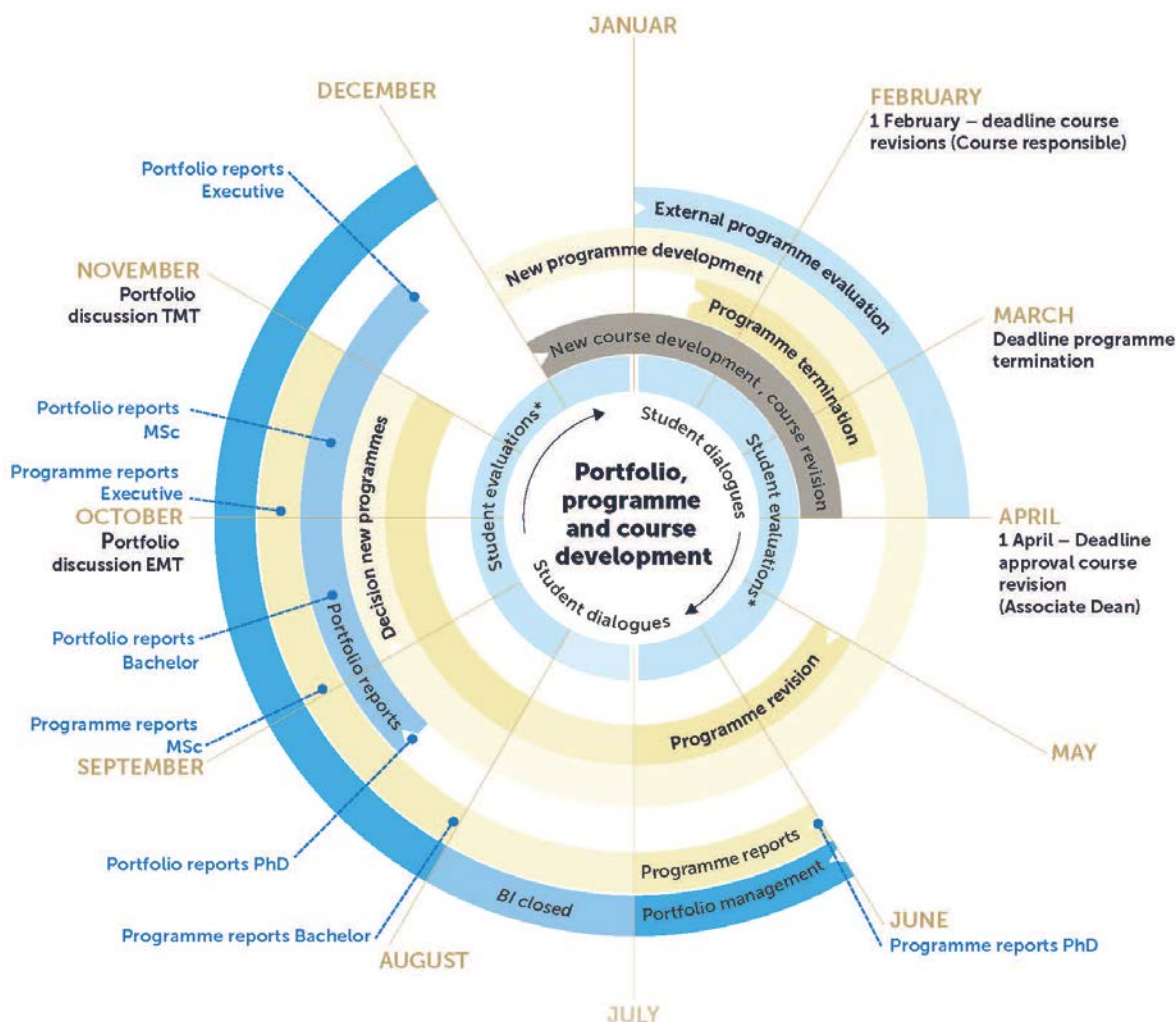 JANUAR
FEBRUARY
1 February – deadline course
revisions (Course responsible)
MARCH
Deadline programme
termination
APRIL
1 April – Deadline
approval course
revision
(Associate Dean)
MAY
JUNE
Programme reports PhD
JULY
AUGUST
Programme reports Bachelor
Portfolio reports PhD
SEPTEMBER
Programme reports
MSc
Portfolio reports
Bachelor
OCTOBER
Portfolio
discussion EMT
Programme reports
Executive
Portfolio reports
MSc
NOVEMBER
Portfolio
discussion TMT
Portfolio reports
Executive
DECEMBER
External programme evaluation
New programme development
Programme termination
New course development , course revision
Student evaluations*
Student evaluations*
Student dialogues
Student dialogues
Portfolio,
programme
and course
development
Decision new programmes
Portfolio reports
Programme revision
Programme reports
Portfolio management
BI closed